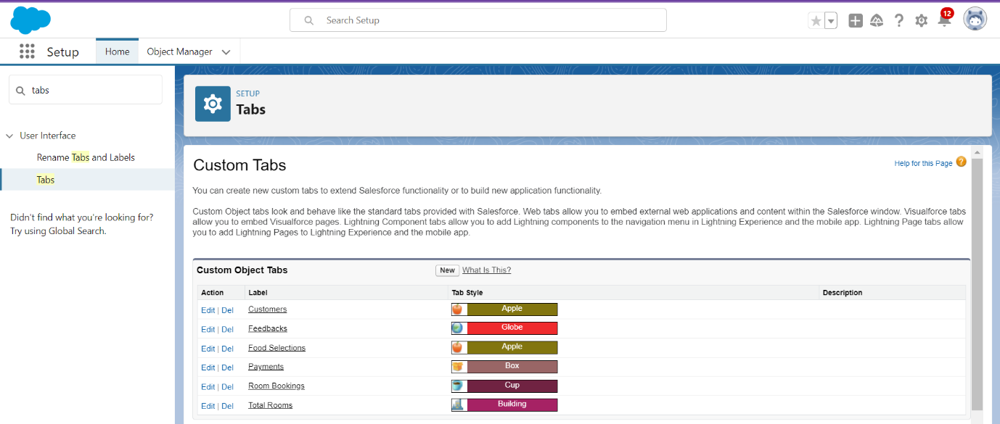 Search Setup
12
Setup
Home
Object Manager
tabs
User Interface
Rename Tabs and Labels
Tabs
Didn't find what you're looking for?
Try using Global Search.
SETUP
Tabs
Custom Tabs
Help for this Page
You can create new custom tabs to extend Salesforce functionality or to build new application functionality.
Custom Object tabs look and behave like the standard tabs provided with Salesforce. Web tabs allow you to embed external web applications and content within the Salesforce window. Visualforce tabs
allow you to embed Visualforce pages. Lightning Component tabs allow you to add Lightning components to the navigation menu in Lightning Experience and the mobile app. Lightning Page tabs allow
you to add Lightning Pages to Lightning Experience and the mobile app.
Custom Object Tabs New What Is This?
Action Label Tab Style Description
Edit | Del Customers Apple
Edit | Del Feedbacks Globe
Edit | Del Food Selections Apple
Edit | Del Payments Box
Edit | Del Room Bookings Cup
Edit | Del Total Rooms Building